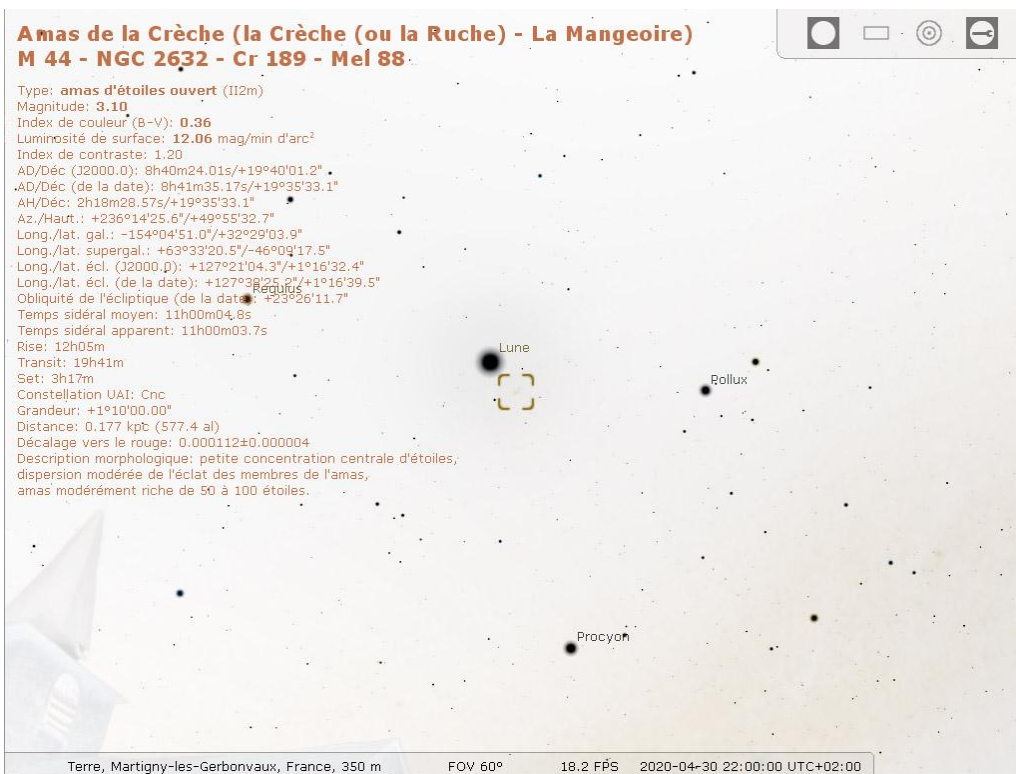 Amas de la Crèche (la Crèche (ou la Ruche) - La Mangeoire)
M 44 - NGC 2632 - Cr 189 - Mel 88
Type: amas d'étoiles ouvert (II2m)
Magnitude: 3.10
Index de couleur (B-V): 0.36
Luminosité de surface: 12.06 mag/min d'arc²
Index de contraste: 1.20
AD/Déc (J2000.0): 8h40m24.01s/+19°40'01.2"
AD/Déc (de la date): 8h41m35.17s/+19°35'33.1"
AH/Déc: 2h18m28.57s/+19°35'33.1"
Az./Haut.: +236°14'25.6"/+49°55'32.7"
Long./lat. gal.: -154°04'51.0"/+32°29'03.9"
Long./lat. supergal.: +63°33'20.5"/-46°09'17.5"
Long./lat. écl. (J2000.0): +127°21'04.3"/+1°16'32.4"
Long./lat. écl. (de la date): +127°38'25.2"/+1°16'39.5"
Regulus
Obliquité de l'écliptique (de la date): +23°26'11.7"
Temps sidéral moyen: 11h00m04.8s
Temps sidéral apparent: 11h00m03.7s
Rise: 12h05m
Lune
Transit: 19h41m
Set: 3h17m
Pollux
Constellation UAI: Cnc
Grandeur: +1°10'00.00"
Distance: 0.177 kpc (577.4 al)
Décalage vers le rouge: 0.000112±0.000004
Description morphologique: petite concentration centrale d'étoiles,
dispersion modérée de l'éclat des membres de l'amas,
amas modérément riche de 50 à 100 étoiles.
Procyon
Terre, Martigny-les-Gerbonvaux, France, 350 m FOV 60° 18.2 FPS 2020-04-30 22:00:00 UTC+02:00